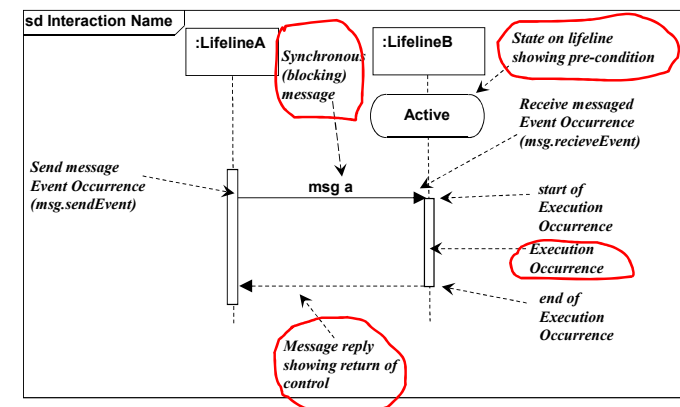 sd Interaction Name
:LifelineA
Synchronous
(blocking)
message
:LifelineB
State on lifeline
showing pre-condition
Active
Receive messaged
Event Occurrence
(msg.recieveEvent)
Send message
Event Occurrence
(msg.sendEvent)
msg a
start of
Execution
Occurrence
Execution
Occurrence
end of
Execution
Occurrence
Message reply
showing return of
control